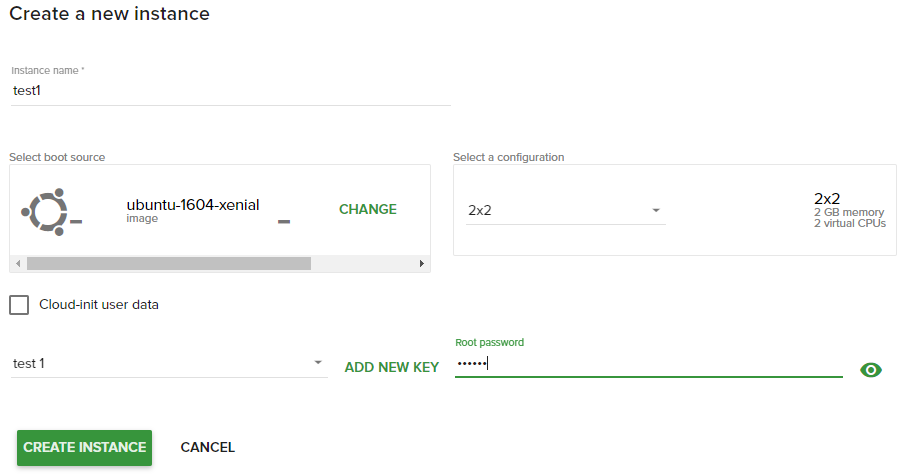 Create a new instance
Instance name *
test1
Select boot source
ubuntu-1604-xenial
image
CHANGE
Select a configuration
2x2
2x2
2 GB memory
2 virtual CPUs
Cloud-init user data
test 1
ADD NEW KEY
Root password
••••••
CREATE INSTANCE
CANCEL